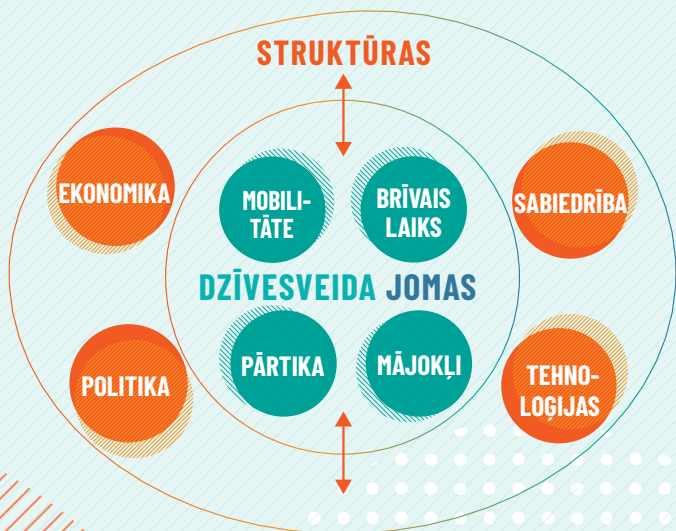 STRUKTŪRAS
EKONOMIKA
MOBILI-
TĀTE
BRĪVAIS
LAIKS
SABIEDRĪBA
DZĪVESVEIDA JOMAS
POLITIKA
PĀRTIKA
MĀJOKĻI
TEHNO-
LOĢIJAS